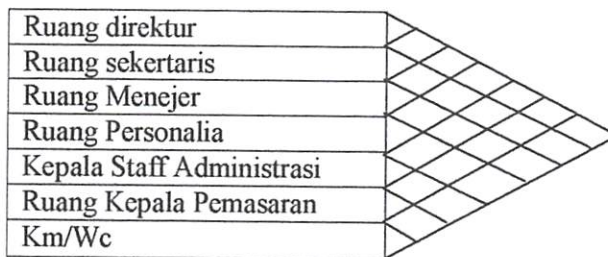 Ruang direktur
Ruang sekertaris
Ruang Menejer
Ruang Personalia
Kepala Staff Administrasi
Ruang Kepala Pemasaran
Km/Wc